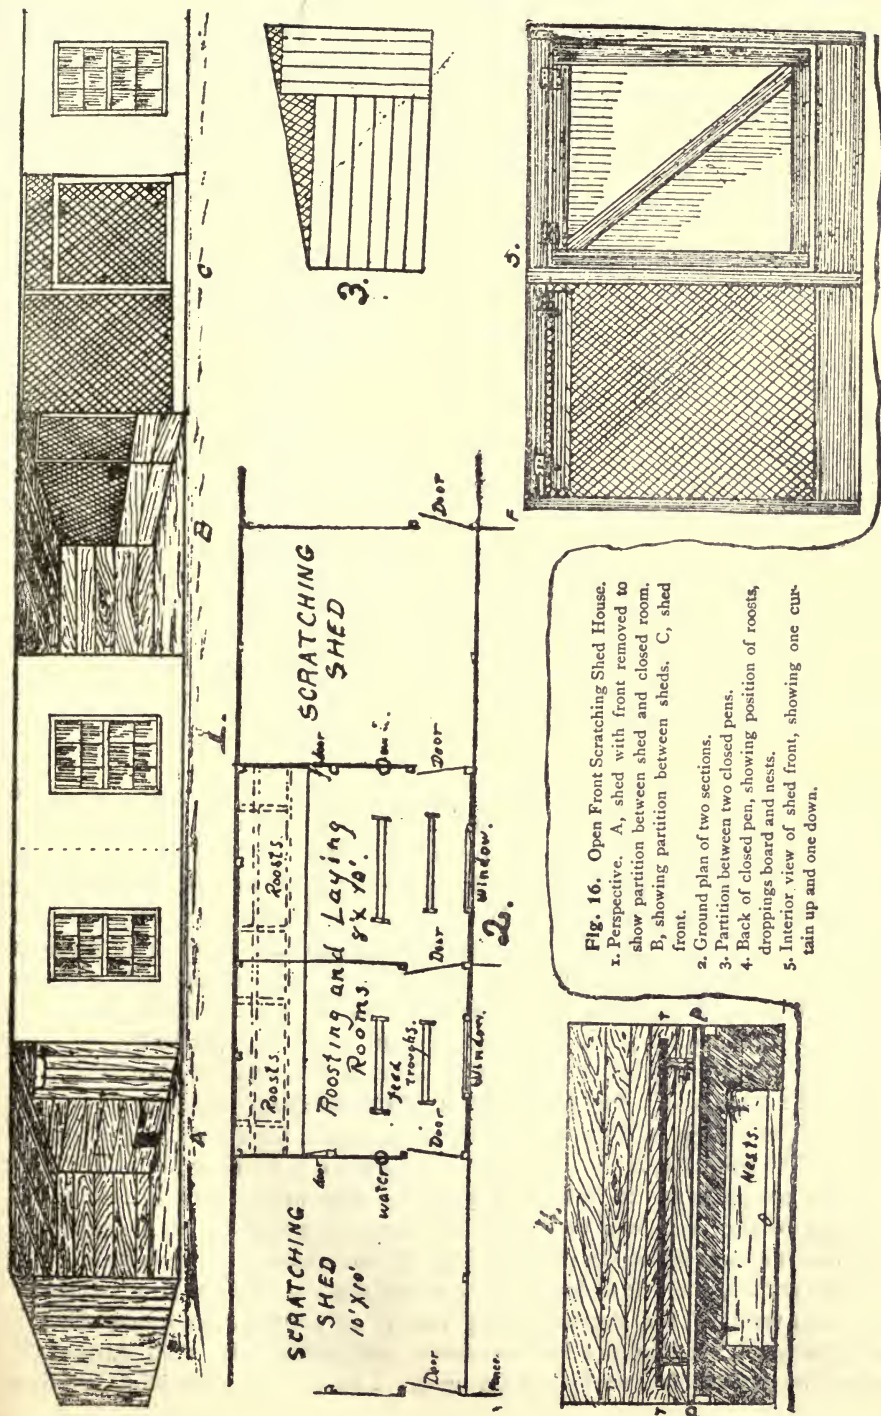 1.
A
B
C
SCRATCHING
SHED
10' X 10'
Door
Fence.
door
water
Door
Roosts.
Roosting and Laying
Rooms. 8' X 10'.
feed
Troughs.
Window.
Door
Roosts.
Window.
door
Door
SCRATCHING
SHED
Door
F
2.
3.
4.
T
T
P
P
Nests.
5.
Fig. 16. Open Front Scratching Shed House.
1. Perspective. A, shed with front removed to
show partition between shed and closed room.
B, showing partition between sheds. C, shed
front.
2. Ground plan of two sections.
3. Partition between two closed pens.
4. Back of closed pen, showing position of roosts,
droppings board and nests.
5. Interior view of shed front, showing one cur-
tain up and one down.